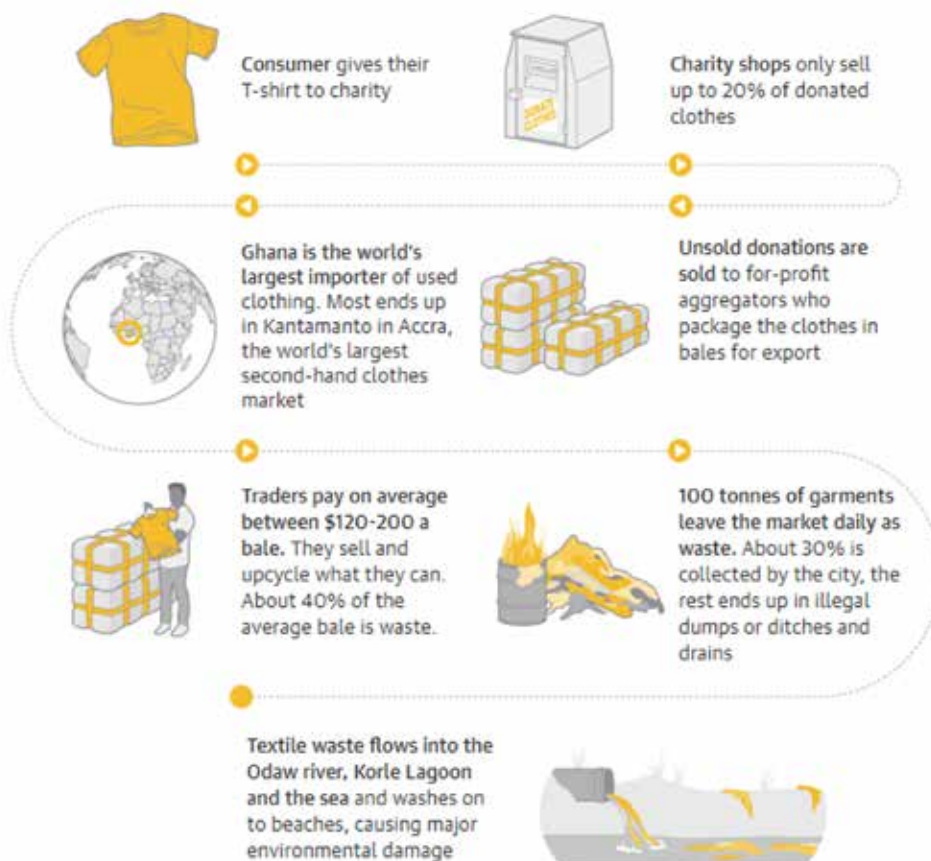 Consumer gives their
T-shirt to charity
DONATE
CLOTHES
Charity shops only sell
up to 20% of donated
clothes
Unsold donations are
sold to for-profit
aggregators who
package the clothes in
bales for export
Ghana is the world's
largest importer of used
clothing. Most ends up
in Kantamanto in Accra,
the world's largest
second-hand clothes
market
Traders pay on average
between $120-200 a
bale. They sell and
upcycle what they can.
About 40% of the
average bale is waste.
100 tonnes of garments
leave the market daily as
waste. About 30% is
collected by the city, the
rest ends up in illegal
dumps or ditches and
drains
Textile waste flows into the
Odaw river, Korle Lagoon
and the sea and washes on
to beaches, causing major
environmental damage